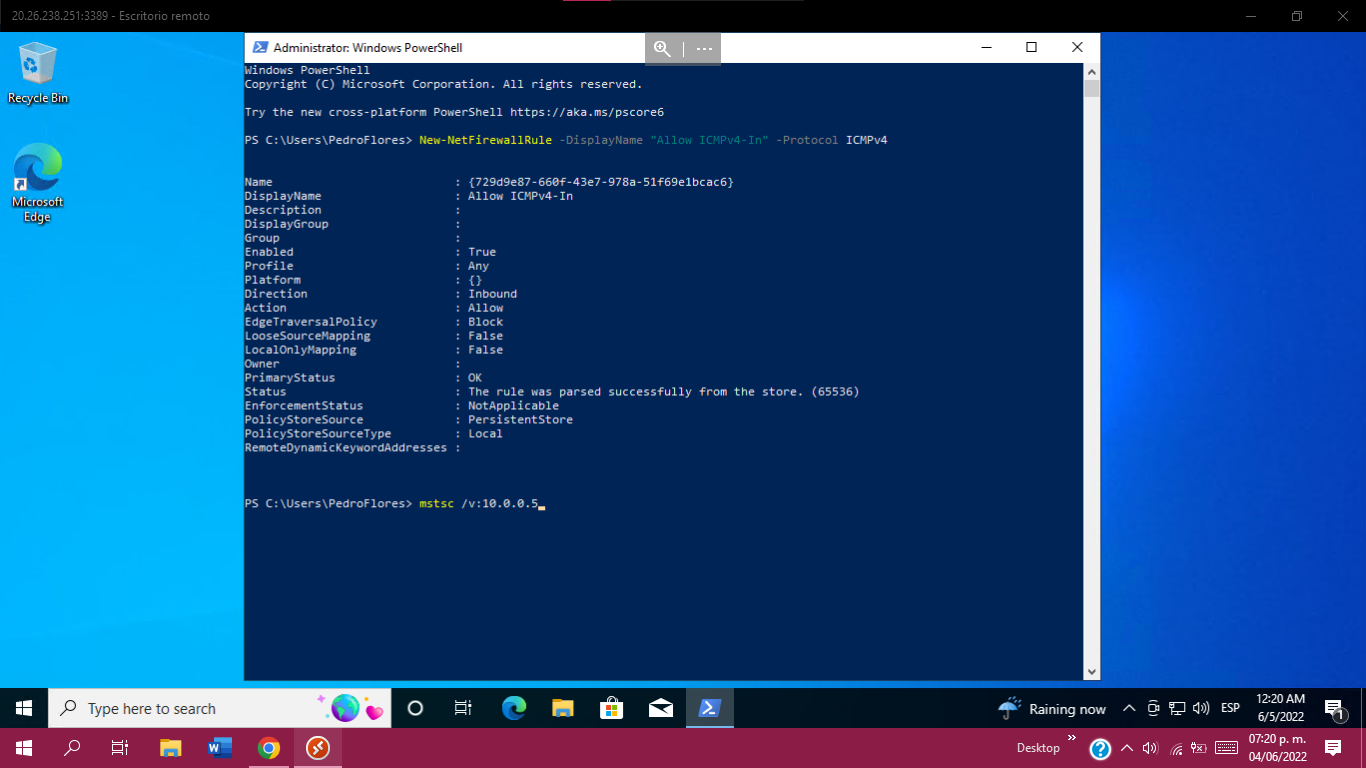 20.26.238.251:3389 - Escritorio remoto
Recycle Bin
Microsoft
Edge
Administrator: Windows PowerShell
Windows PowerShell
Copyright (C) Microsoft Corporation. All rights reserved.
Try the new cross-platform PowerShell https://aka.ms/pscore6
PS C:\Users\PedroFlores> New-NetFirewallRule -DisplayName "Allow ICMPv4-In" -Protocol ICMPv4
Name : {729d9e87-660f-43e7-978a-51f69e1bcac6}
DisplayName : Allow ICMPv4-In
Description :
DisplayGroup :
Group :
Enabled : True
Profile : Any
Platform : {}
Direction : Inbound
Action : Allow
EdgeTraversalPolicy : Block
LooseSourceMapping : False
LocalOnlyMapping : False
Owner :
PrimaryStatus : OK
Status : The rule was parsed successfully from the store. (65536)
EnforcementStatus : NotApplicable
PolicyStoreSource : PersistentStore
PolicyStoreSourceType : Local
RemoteDynamicKeywordAddresses :
PS C:\Users\PedroFlores> mstsc /v:10.0.0.5
Type here to search
Raining now
ESP
12:20 AM
6/5/2022
1
Desktop
07:20 p. m.
04/06/2022